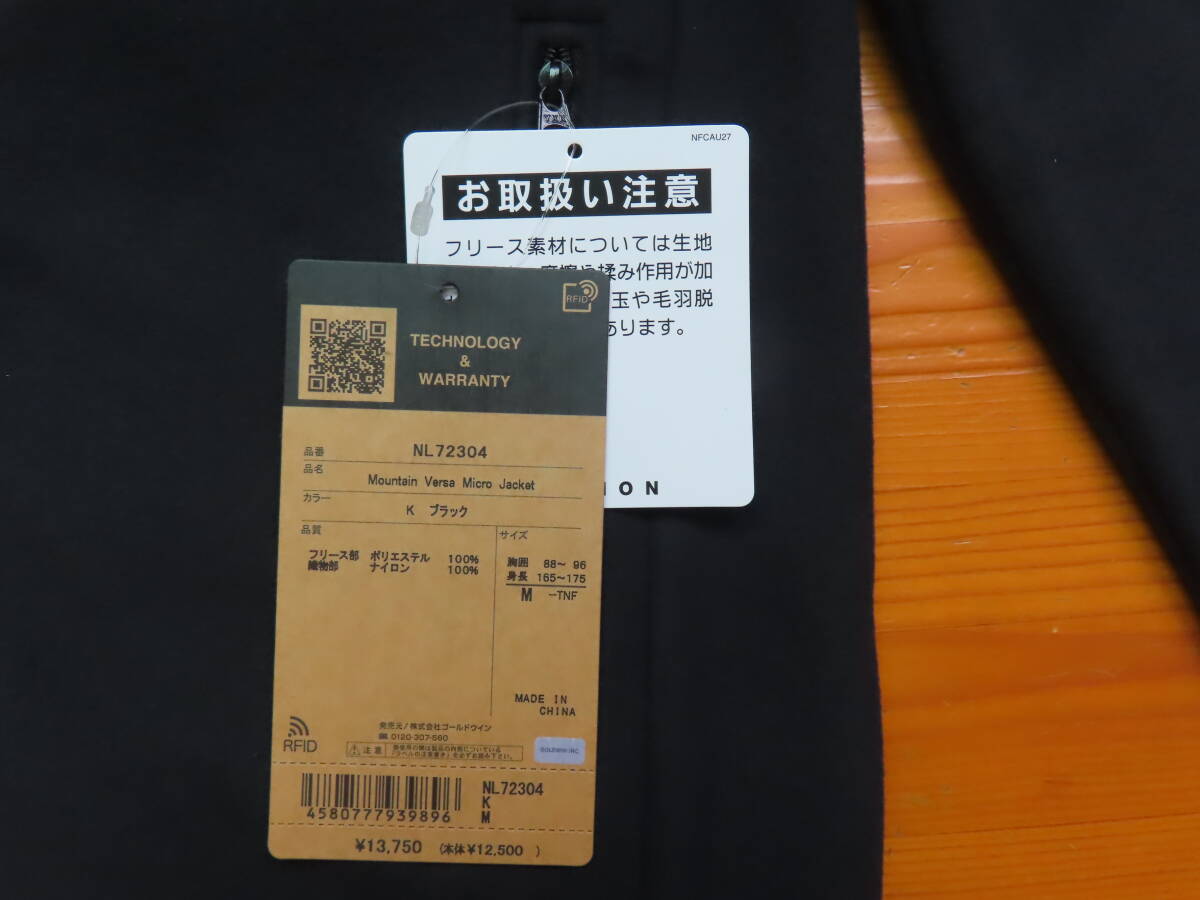 NFCAU27
お取扱い注意
フリース素材については生地
揉み作用が加
玉や毛羽脱
あります。
ION
RFID
TECHNOLOGY
&
WARRANTY
品番 NL72304
品名
Mountain Versa Micro Jacket
カラー
K ブラック
品質
フリース部 ポリエステル 100%
織物部 ナイロン 100%
サイズ
胸囲 88~ 96
身長 165~175
M -TNF
MADE IN
CHINA
発売元/株式会社ゴールドウイン
0120-307-560
RFID
注意
GOLDWIN INC.
4580777939896
NL72304
K
M
¥13,750 (本体¥12,500 )